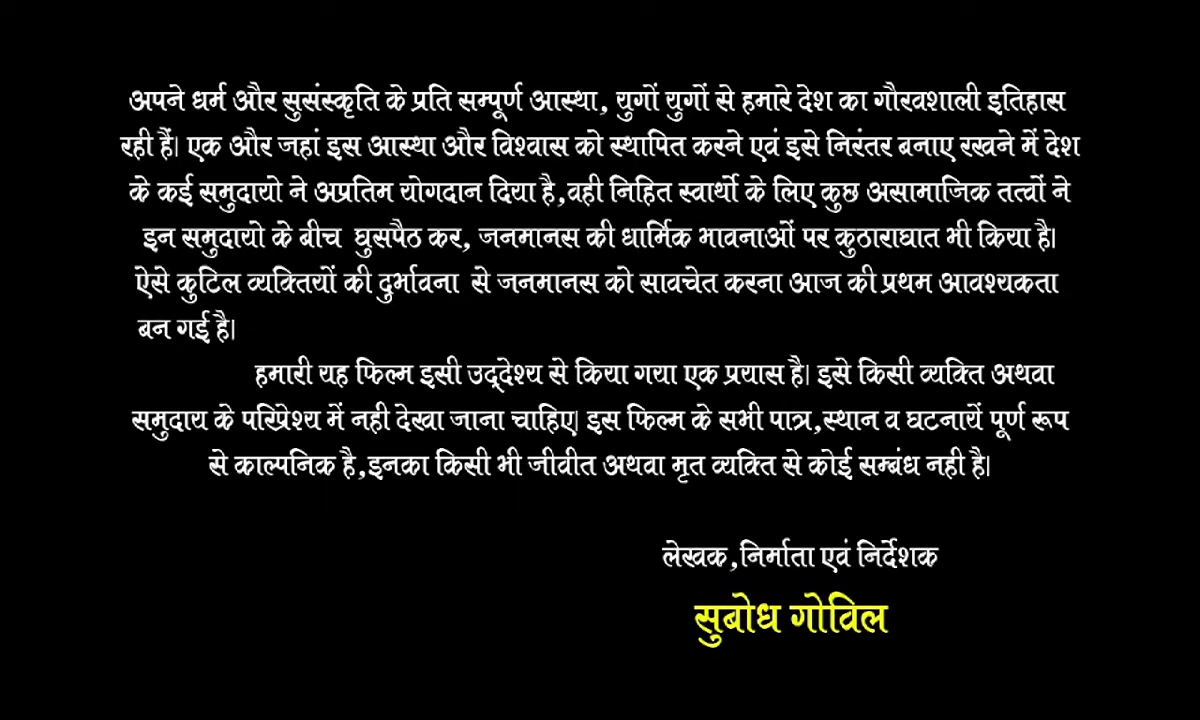 अपने धर्म और सुसंस्कृति के प्रति सम्पूर्ण आस्था, युगों युगों से हमारे देश का गौरवशाली इतिहास
रही हैं। एक और जहां इस आस्था और विश्वास को स्थापित करने एवं इसे निरंतर बनाए रखने में देश
के कई समुदायो ने अप्रतिम योगदान दिया है,वही निहित स्वार्थो के लिए कुछ असामाजिक तत्वों ने
इन समुदायो के बीच घुसपैठ कर, जनमानस की धार्मिक भावनाओं पर कुठाराघात भी किया है।
ऐसे कुटिल व्यक्तियों की दुर्भावना से जनमानस को सावचेत करना आज की प्रथम आवश्यकता
बन गई है।
हमारी यह फिल्म इसी उद्देश्य से किया गया एक प्रयास है। इसे किसी व्यक्ति अथवा
समुदाय के परिप्रेश्य में नही देखा जाना चाहिए। इस फिल्म के सभी पात्र,स्थान व घटनायें पूर्ण रूप
से काल्पनिक है,इनका किसी भी जीवीत अथवा मृत व्यक्ति से कोई सम्बंध नही है।
लेखक,निर्माता एवं निर्देशक
सुबोध गोविल